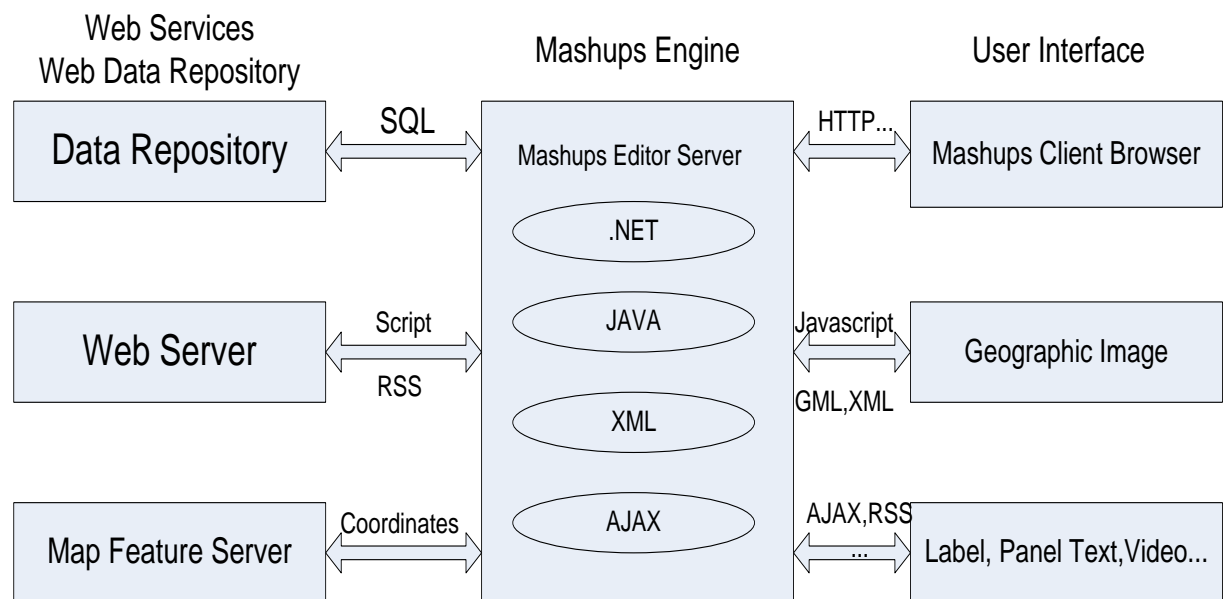 Web Services
Web Data Repository
Mashups Engine
User Interface
Data Repository
SQL
Mashups Editor Server
HTTP...
Mashups Client Browser
.NET
Web Server
Script
RSS
JAVA
Javascript
GML,XML
Geographic Image
XML
Map Feature Server
Coordinates
AJAX
AJAX,RSS
...
Label, Panel Text,Video...